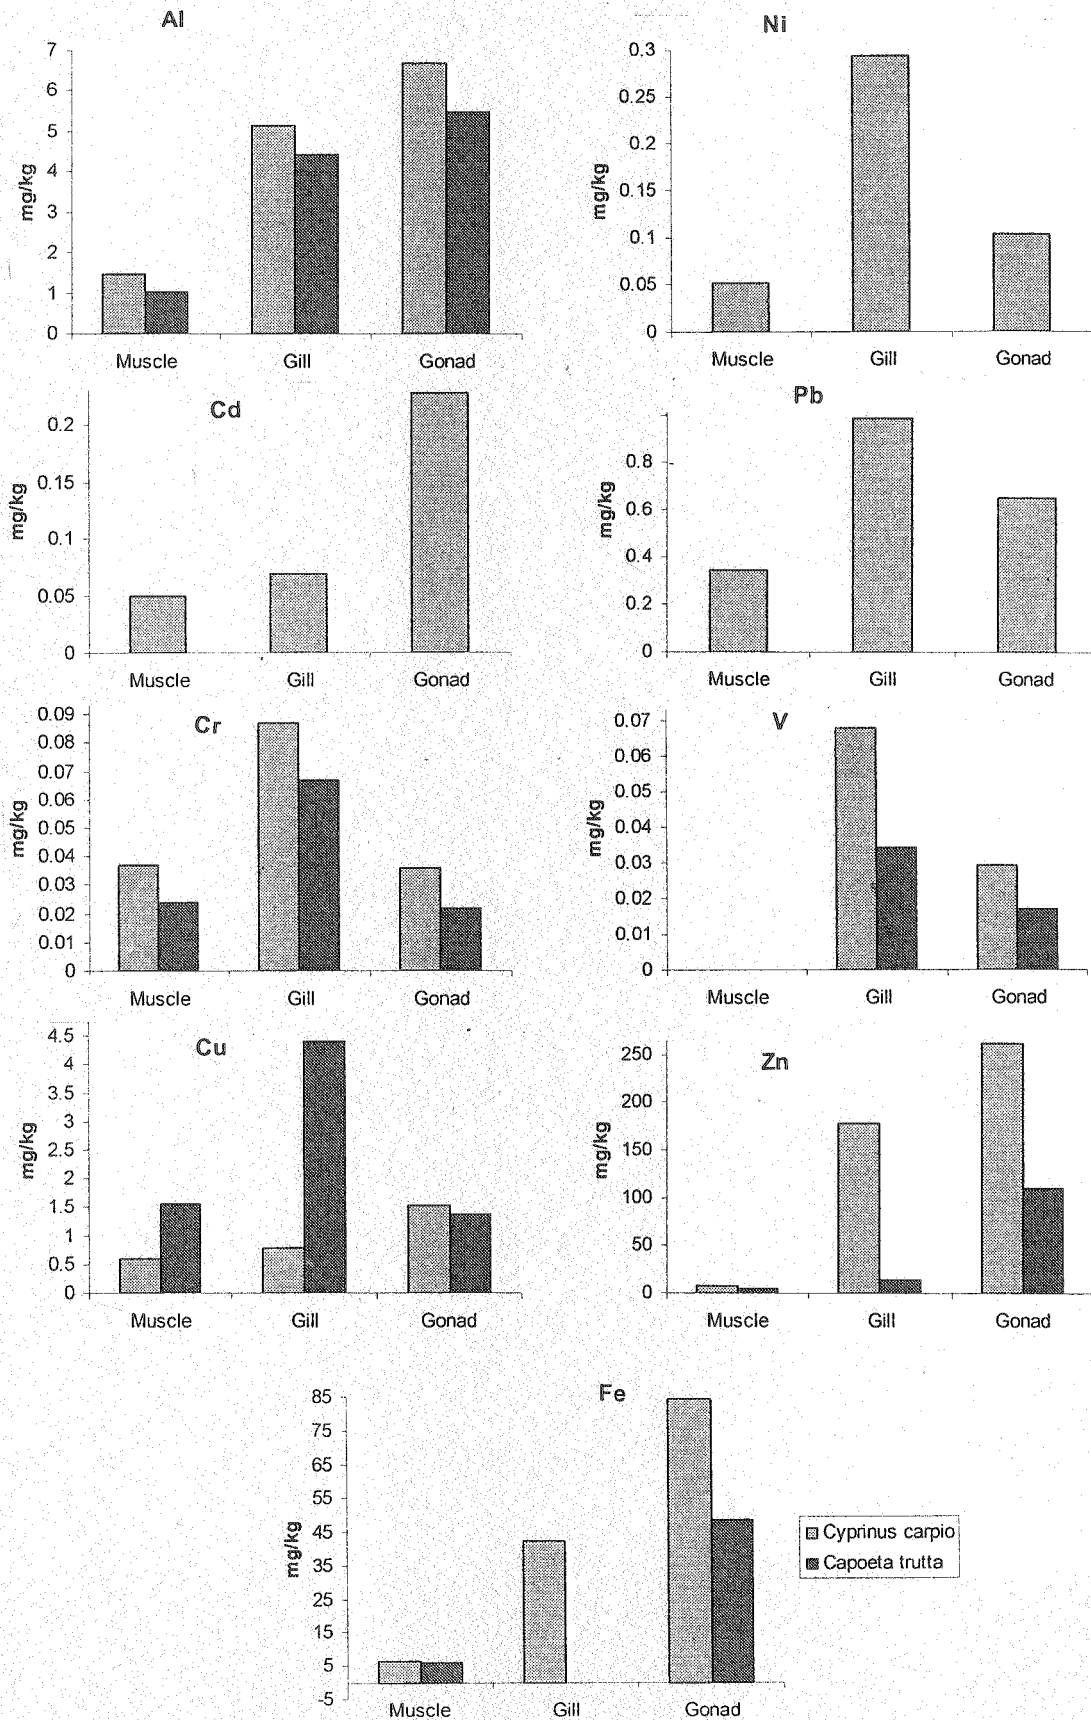 Al
7
6
5
4
3
2
1
0
mg/kg
Muscle Gill Gonad
Ni
0.3
0.25
0.2
0.15
0.1
0.05
0
mg/kg
Muscle Gill Gonad
Cd
0.2
0.15
0.1
0.05
0
mg/kg
Muscle Gill Gonad
Pb
0.8
0.6
0.4
0.2
0
mg/kg
Muscle Gill Gonad
Cr
0.09
0.08
0.07
0.06
0.05
0.04
0.03
0.02
0.01
0
mg/kg
Muscle Gill Gonad
V
0.07
0.06
0.05
0.04
0.03
0.02
0.01
0
mg/kg
Muscle Gill Gonad
Cu
4.5
4
3.5
3
2.5
2
1.5
1
0.5
0
mg/kg
Muscle Gill Gonad
Zn
250
200
150
100
50
0
mg/kg
Muscle Gill Gonad
Fe
85
75
65
55
45
35
25
15
5
-5
mg/kg
Muscle Gill Gonad
Cyprinus carpio
Capoeta trutta